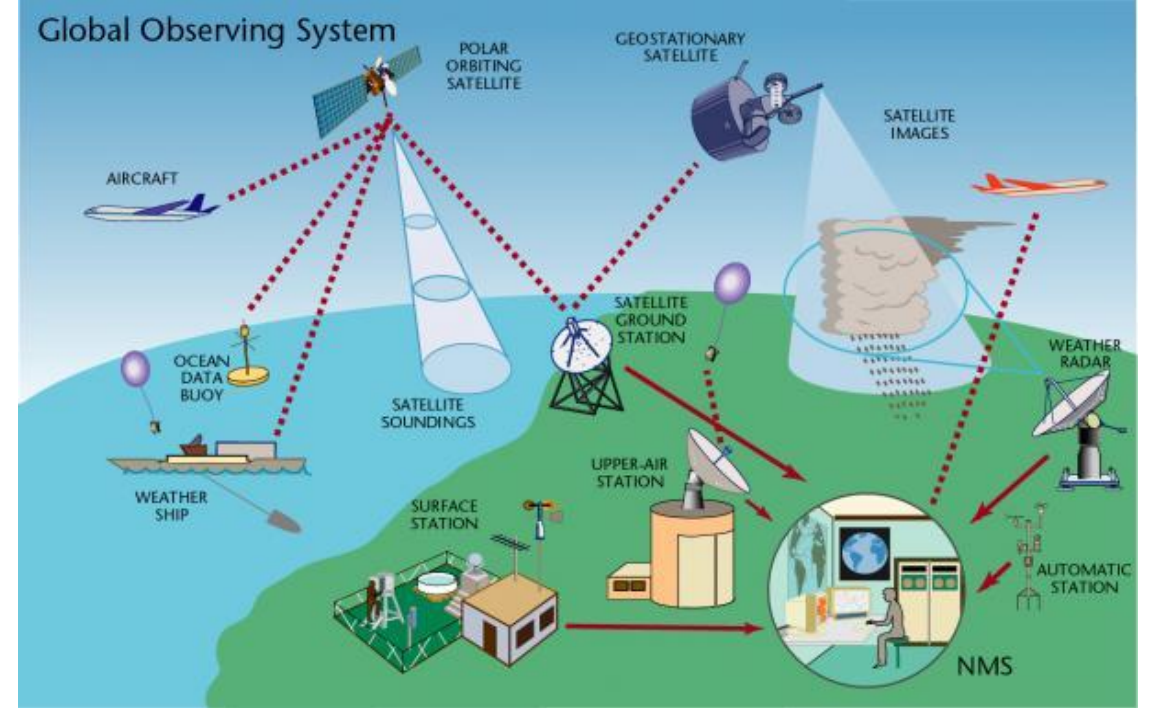 Global Observing System
POLAR
ORBITING
SATELLITE
GEOSTATIONARY
SATELLITE
SATELLITE
IMAGES
AIRCRAFT
SATELLITE
GROUND
STATION
WEATHER
RADAR
OCEAN
DATA
BUOY
SATELLITE
SOUNDINGS
UPPER-AIR
STATION
WEATHER
SHIP
SURFACE
STATION
AUTOMATIC
STATION
NMS